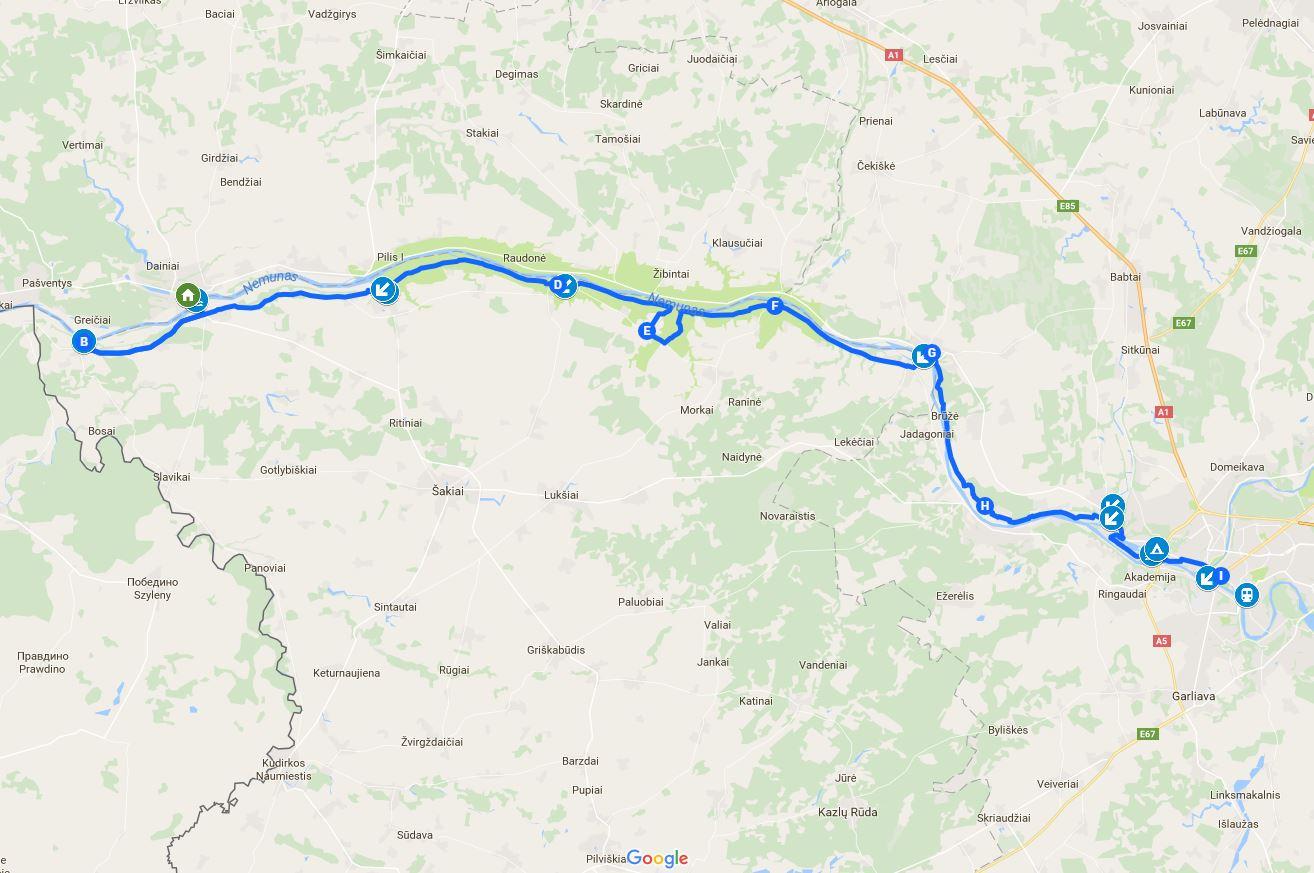 Eržvilkas
Baciai
Vadžgirys
Ariogala
Josvainiai
Pelėdnagiai
Šimkaičiai
A1
Lesčiai
Juodaičiai
Griciai
Degimas
Kunioniai
Skardinė
Labūnava
Prienai
Stakiai
Tamošiai
Vertimai
Girdžiai
Čekiškė
Bendžiai
E85
Vandžiogala
Klausučiai
E67
Pilis I
Raudonė
Dainiai
Žibintai
Babtai
Pašventys
Nemunas
D
Nemunas
F
Greičiai
E67
B
E
G
Sitkūnai
Raninė
Morkai
A1
Brūžė
Ritiniai
Bosai
Jadagoniai
Lekėčiai
Naidynė
Domeikava
Gotlybiškiai
Slavikai
Šakiai
Lukšiai
H
Novaraistis
Panoviai
Akademija
I
Победино
Szyleny
Ringaudai
Ežerėlis
Sintautai
Paluobiai
Valiai
A5
Griškabūdis
Правдино
Prawdino
Jankai
Vandeniai
Rūgiai
Keturnaujiena
Garliava
Katinai
Byliškės
E67
Žvirgždaičiai
Barzdai
Kudirkos
Naumiestis
Jūrė
Pupiai
Veiveriai
Linksmakalnis
Kazlų Rūda
Skriaudžiai
Išlaužas
Sūdava
Pilviškiai
Google